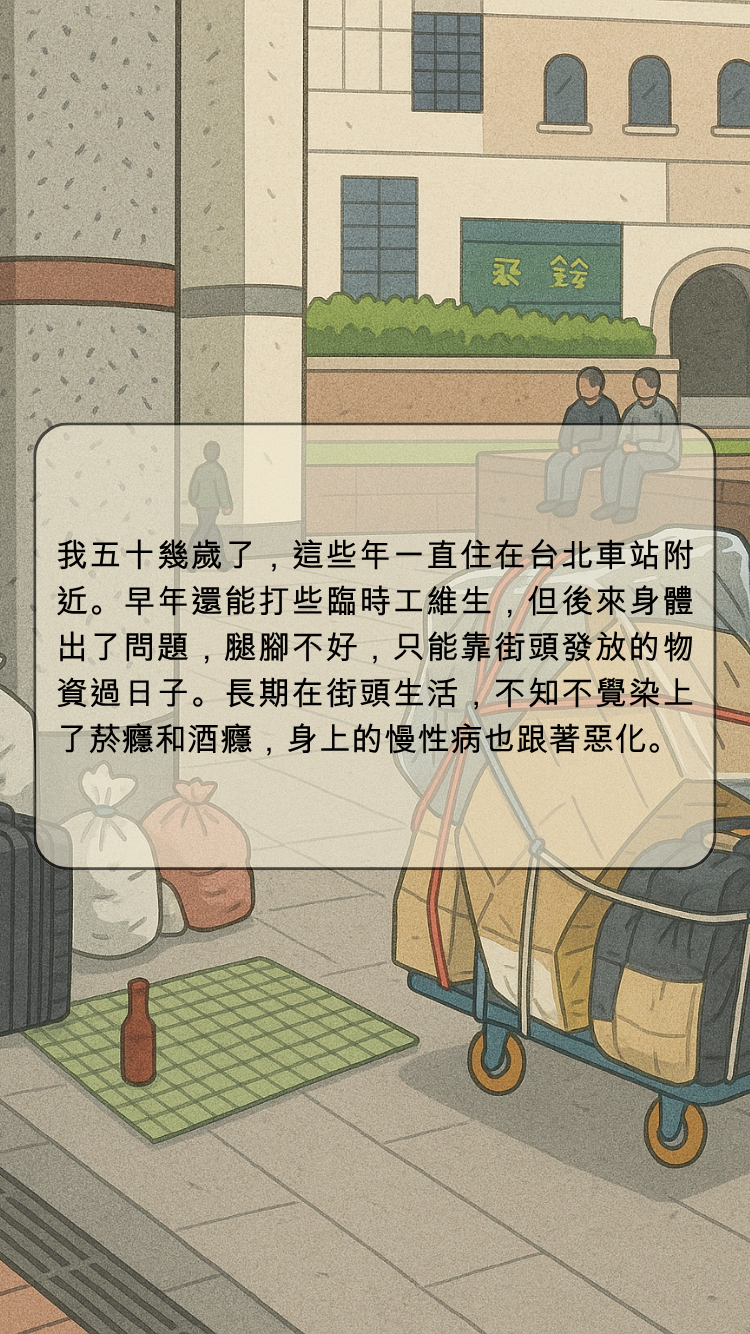 我五十幾歲了，這些年一直住在台北車站附
近。早年還能打些臨時工維生，但後來身體
出了問題，腿腳不好，只能靠街頭發放的物
資過日子。長期在街頭生活，不知不覺染上
了菸癮和酒癮，身上的慢性病也跟著惡化。